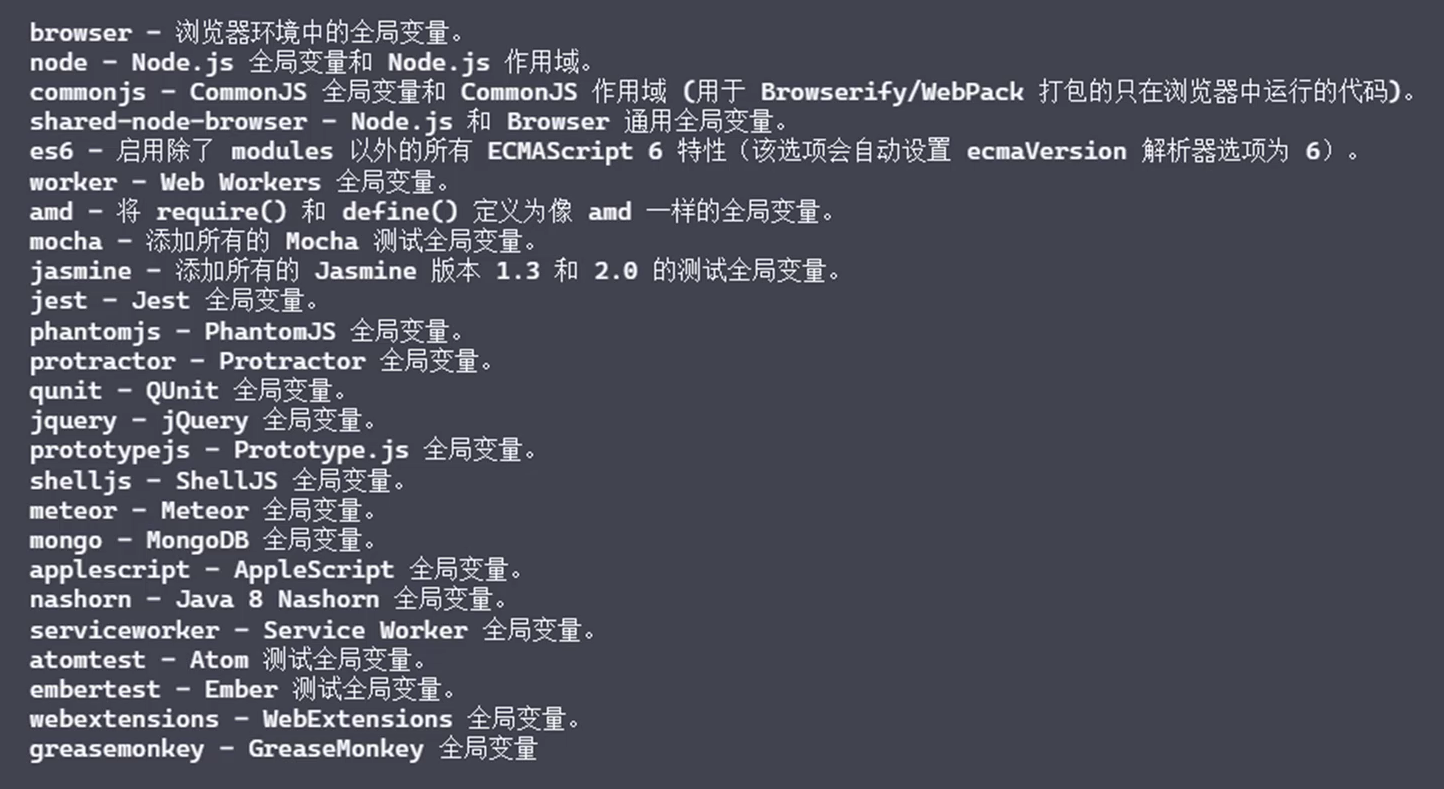 browser - 浏览器环境中的全局变量。
node - Node.js 全局变量和 Node.js 作用域。
commonjs - CommonJS 全局变量和 CommonJS 作用域 (用于 Browserify/WebPack 打包的只在浏览器中运行的代码)。
shared-node-browser - Node.js 和 Browser 通用全局变量。
es6 - 启用除了 modules 以外的所有 ECMAScript 6 特性（该选项会自动设置 ecmaVersion 解析器选项为 6）。
worker - Web Workers 全局变量。
amd - 将 require() 和 define() 定义为像 amd 一样的全局变量。
mocha - 添加所有的 Mocha 测试全局变量。
jasmine - 添加所有的 Jasmine 版本 1.3 和 2.0 的测试全局变量。
jest - Jest 全局变量。
phantomjs - PhantomJS 全局变量。
protractor - Protractor 全局变量。
qunit - QUnit 全局变量。
jquery - jQuery 全局变量。
prototypejs - Prototype.js 全局变量。
shelljs - ShellJS 全局变量。
meteor - Meteor 全局变量。
mongo - MongoDB 全局变量。
applescript - AppleScript 全局变量。
nashorn - Java 8 Nashorn 全局变量。
serviceworker - Service Worker 全局变量。
atomtest - Atom 测试全局变量。
embertest - Ember 测试全局变量。
webextensions - WebExtensions 全局变量。
greasemonkey - GreaseMonkey 全局变量